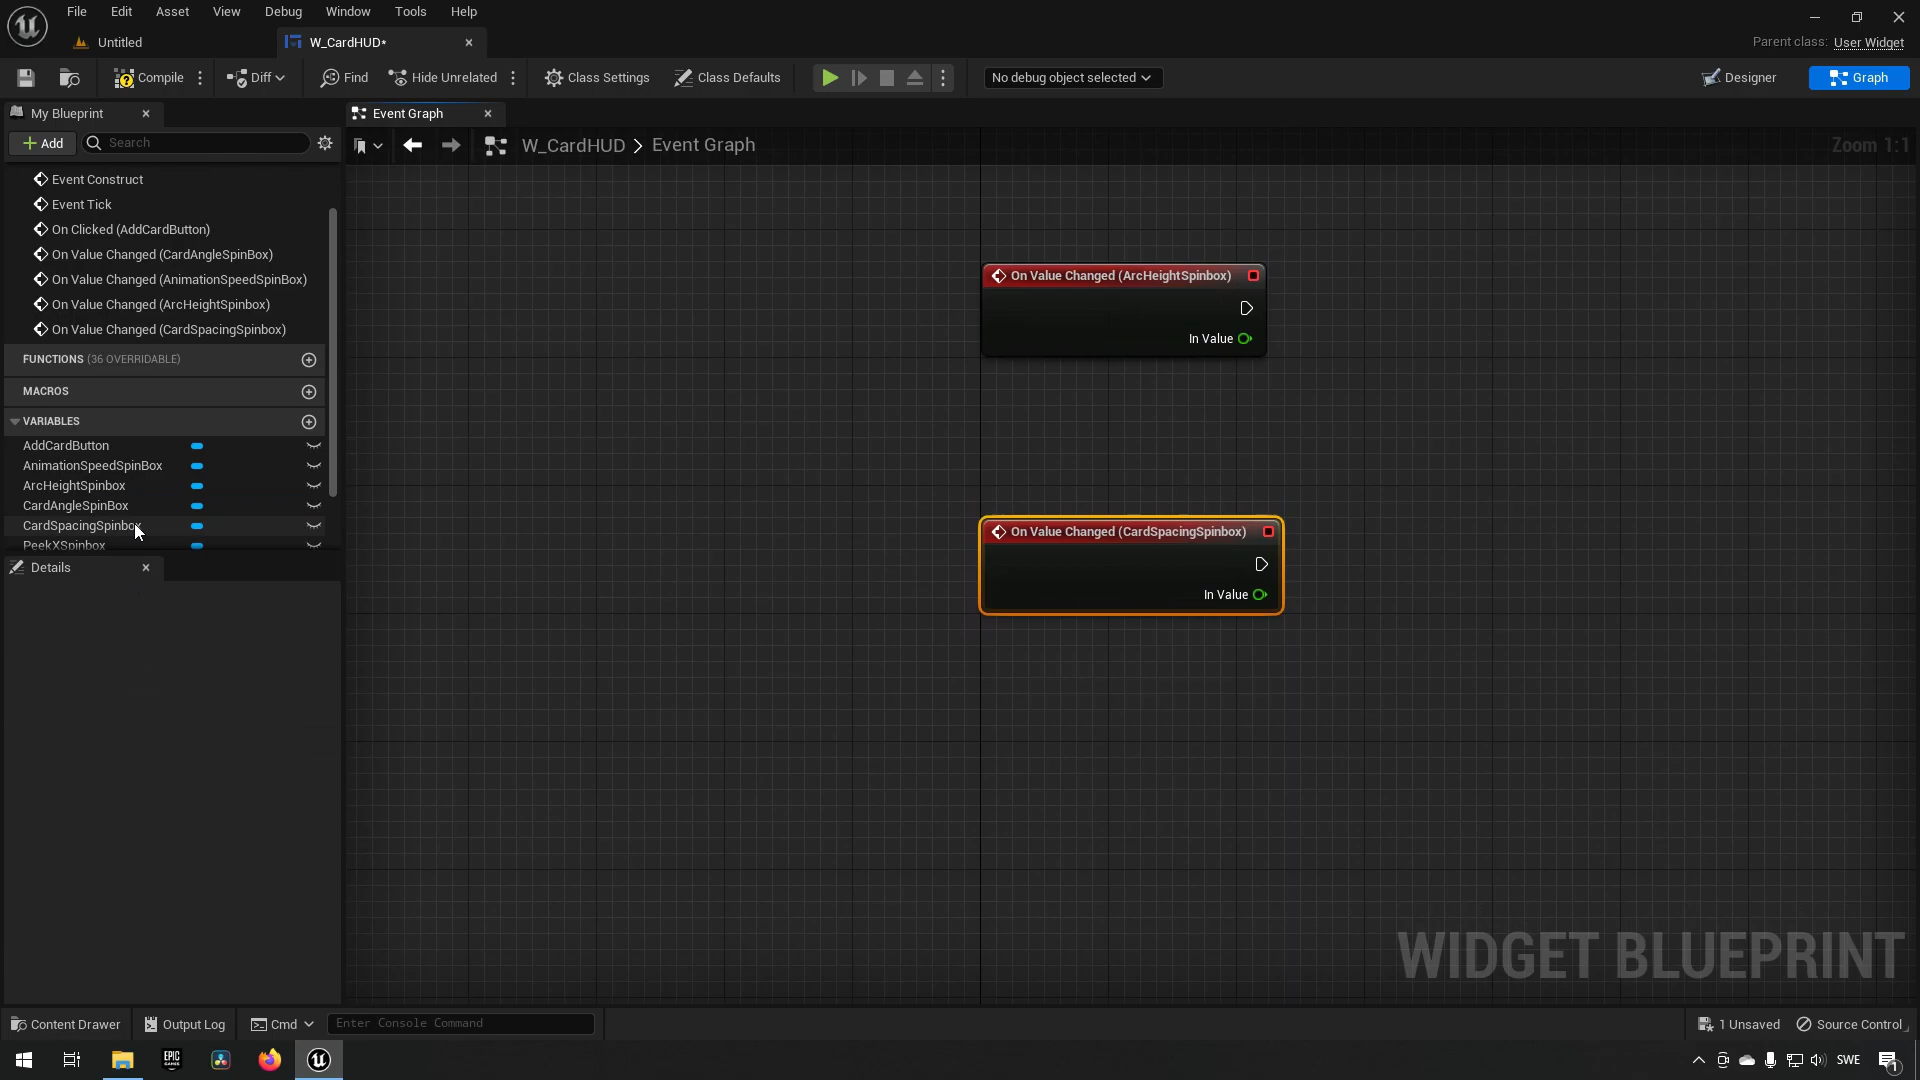 File Edit Asset View Debug Window Tools Help
Untitled
W_CardHUD*
Parent class: User Widget
Compile
Diff
Find
Hide Unrelated
Class Settings
Class Defaults
No debug object selected
Designer
Graph
My Blueprint
Event Graph
Add
Search
W_CardHUD > Event Graph
Zoom 1:1
Event Construct
Event Tick
On Clicked (AddCardButton)
On Value Changed (CardAngleSpinBox)
On Value Changed (AnimationSpeedSpinBox)
On Value Changed (ArcHeightSpinbox)
On Value Changed (CardSpacingSpinbox)
FUNCTIONS (36 OVERRIDABLE)
MACROS
VARIABLES
AddCardButton
AnimationSpeedSpinBox
ArcHeightSpinbox
CardAngleSpinBox
CardSpacingSpinbox
PeekXSpinbox
Details
On Value Changed (ArcHeightSpinbox)
In Value
On Value Changed (CardSpacingSpinbox)
In Value
WIDGET BLUEPRINT
Content Drawer
Output Log
Cmd
Enter Console Command
1 Unsaved
Source Control
EPIC GAMES
SWE
1